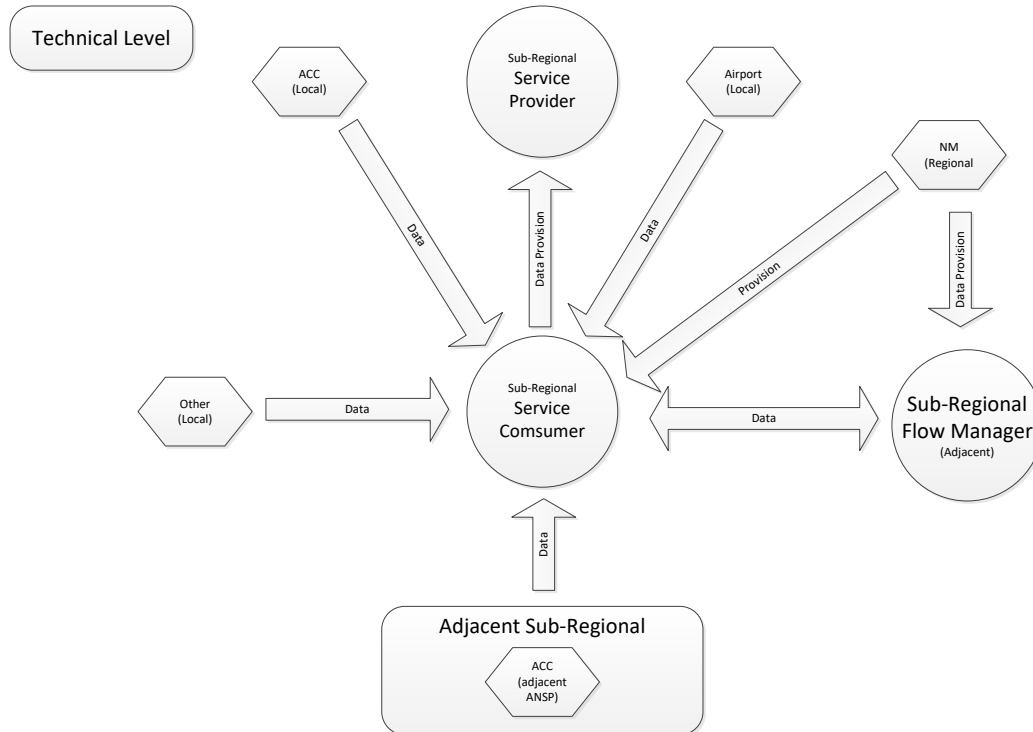 Technical Level
ACC
(Local)
Sub-Regional
Service
Provider
Airport
(Local)
NM
(Regional
Data
Data Provision
Data
Provision
Data Provision
Other
(Local)
Data
Sub-Regional
Service
Comsumer
Data
Sub-Regional
Flow Manager
(Adjacent)
Data
Adjacent Sub-Regional
ACC
(adjacent
ANSP)